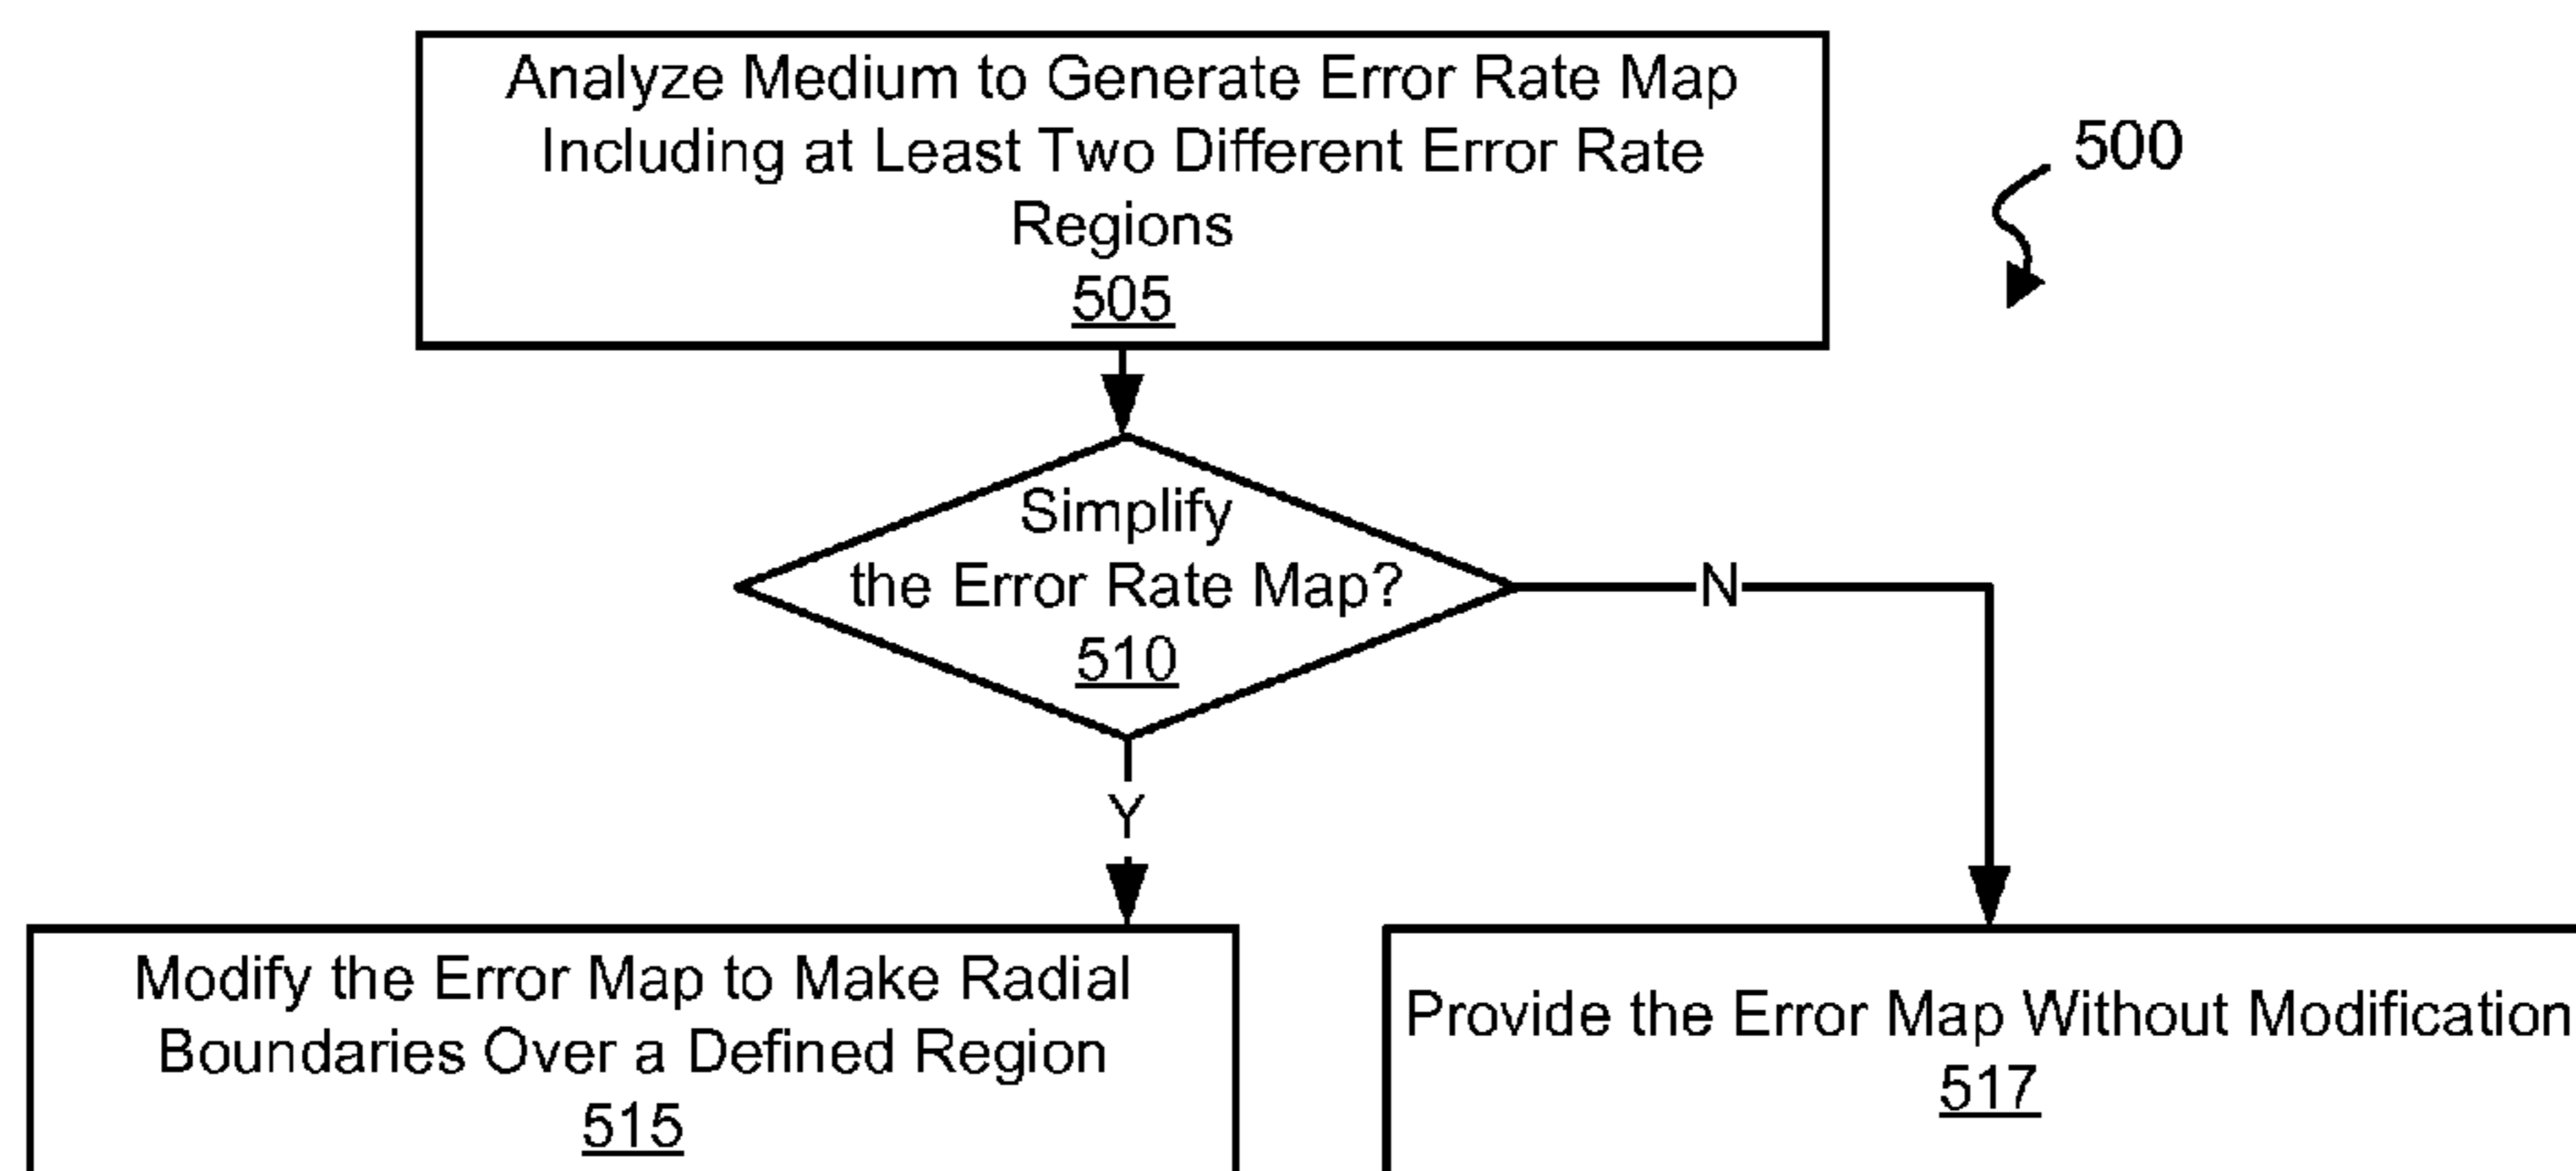 Analyze Medium to Generate Error Rate Map
Including at Least Two Different Error Rate
Regions
505
500
Simplify
the Error Rate Map?
510
N
Y
Modify the Error Map to Make Radial
Boundaries Over a Defined Region
515
Provide the Error Map Without Modification
517